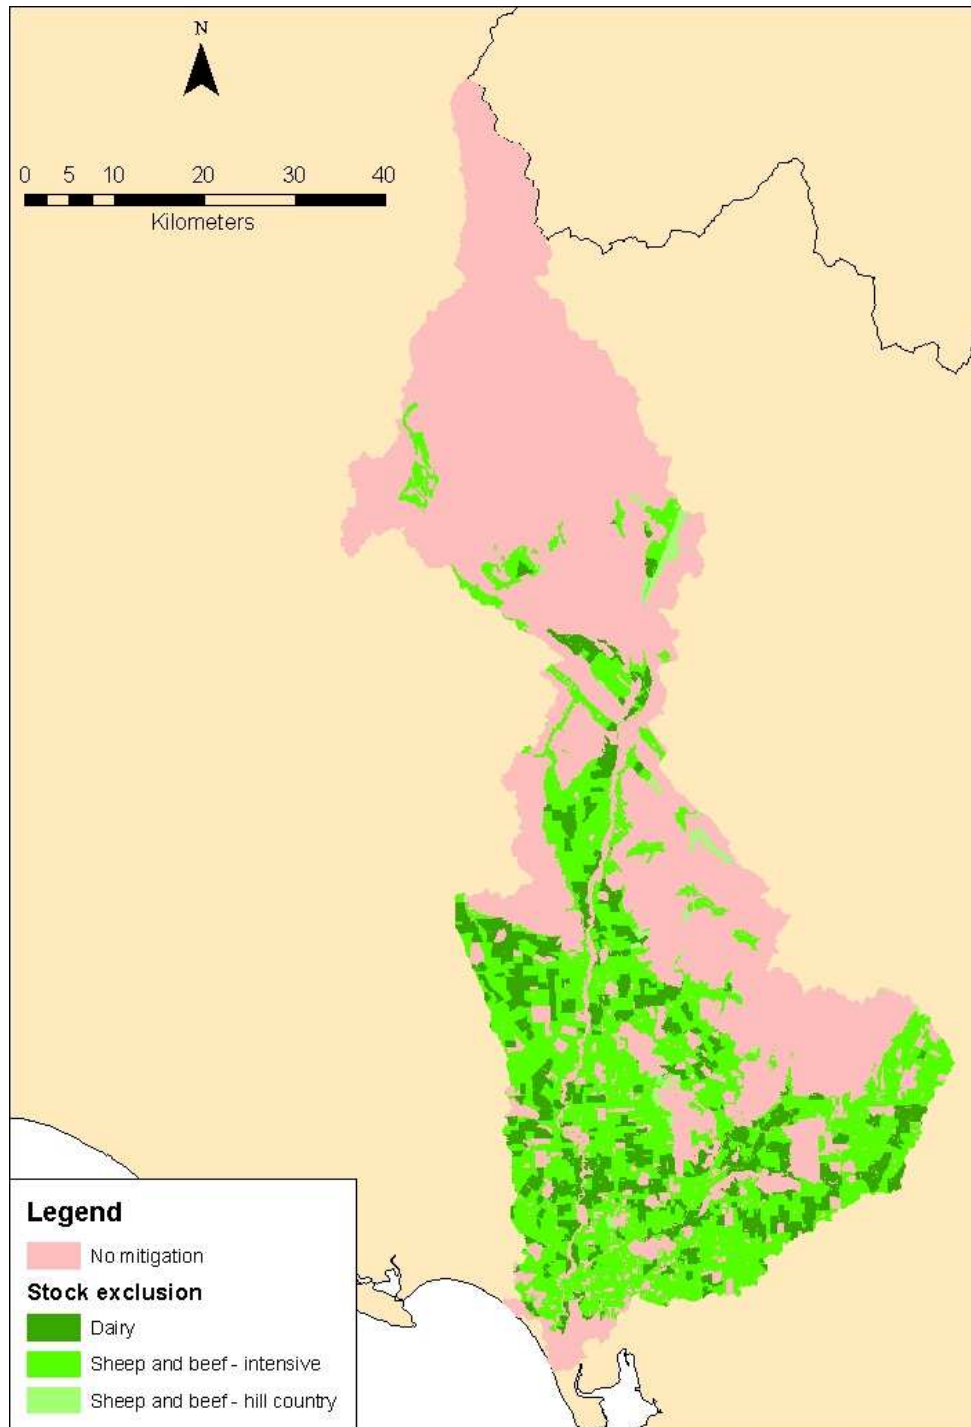 N
0 5 10 20 30 40
Kilometers
Legend
No mitigation
Stock exclusion
Dairy
Sheep and beef - intensive
Sheep and beef - hill country